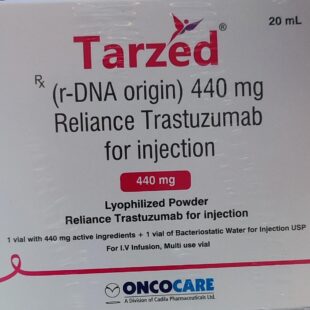 20 mL
Tarzed®
Rx (r-DNA origin) 440 mg
Reliance Trastuzumab
for injection
440 mg
Lyophilized Powder
Reliance Trastuzumab for injection
1 vial with 440 mg active ingredients + 1 vial of Bacteriostatic Water for Injection USP
For I.V Infusion, Multi use vial
ONCOCARE
A Division of Cadila Pharmaceuticals Ltd.